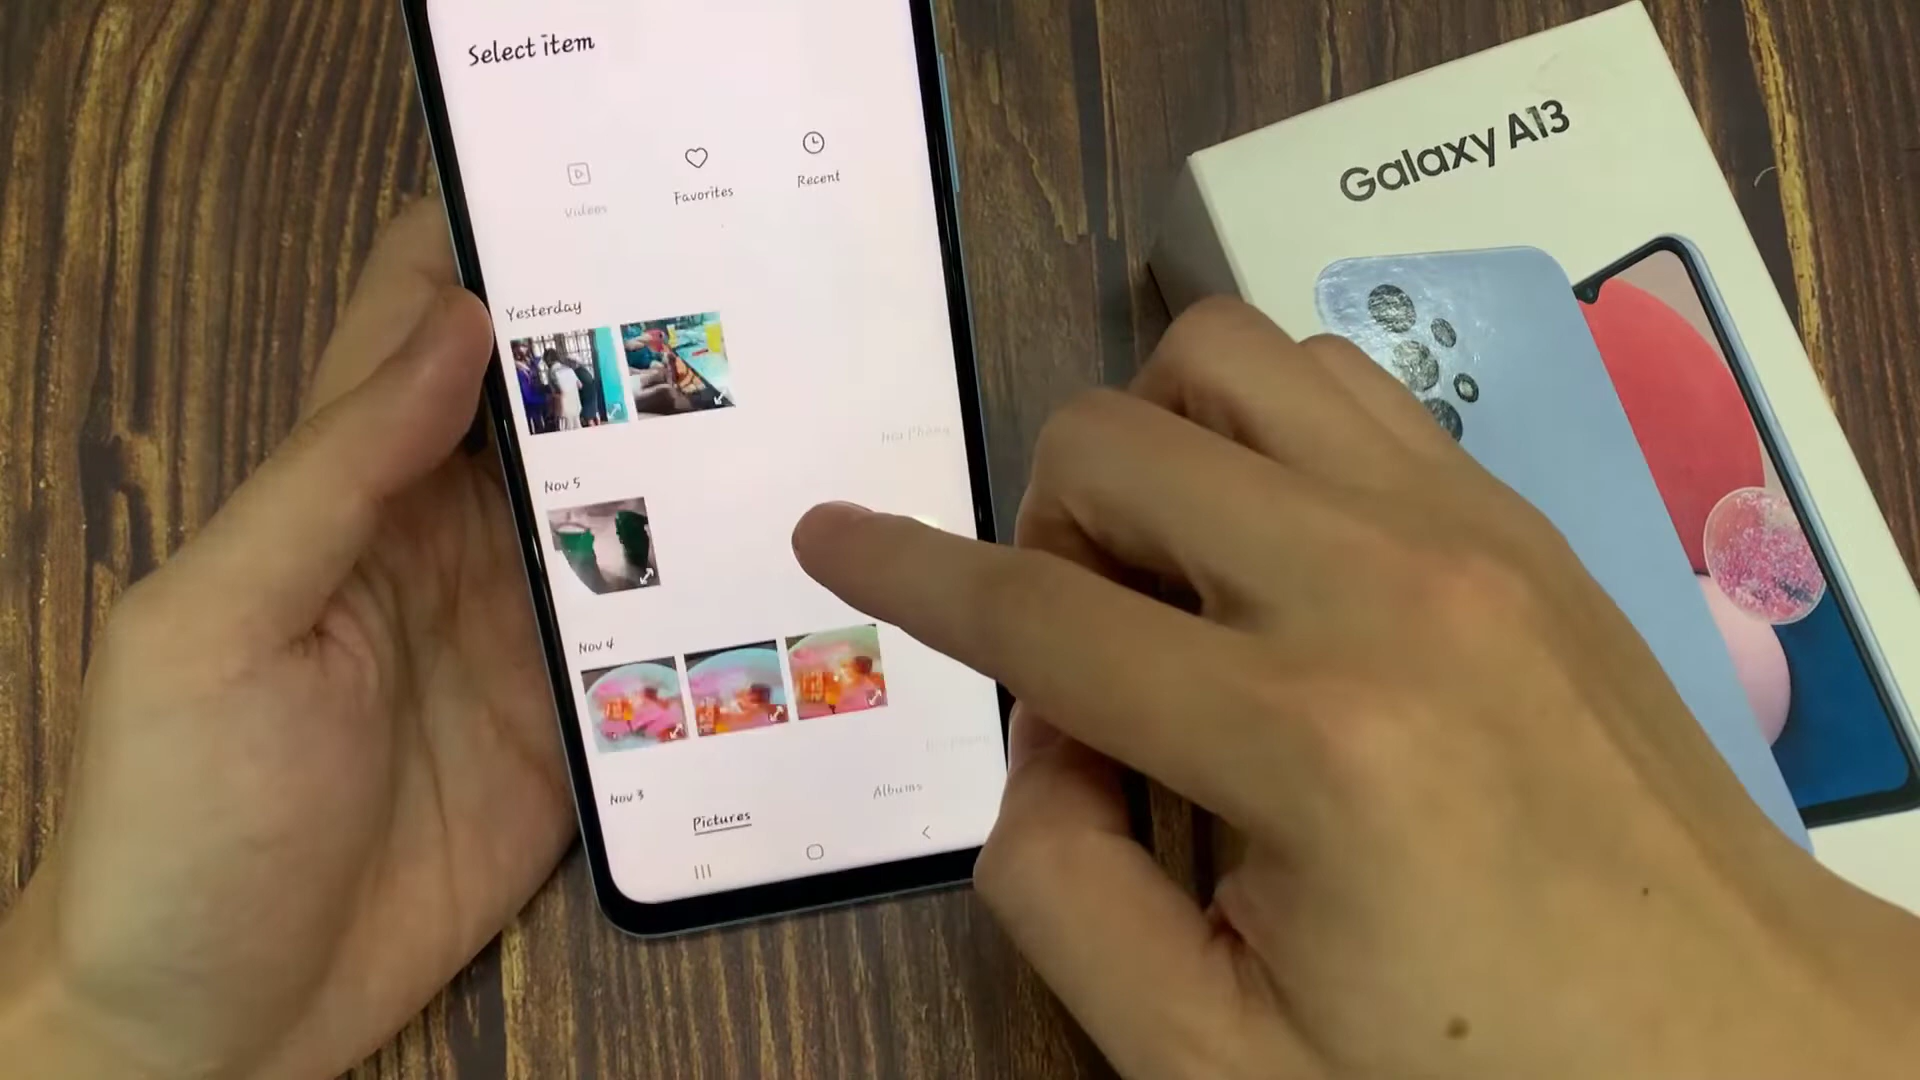 Select item
Videos
Favorites
Recent
Yesterday
Nov 5
Nov 4
Nov 3
Pictures
Albums
Galaxy A13